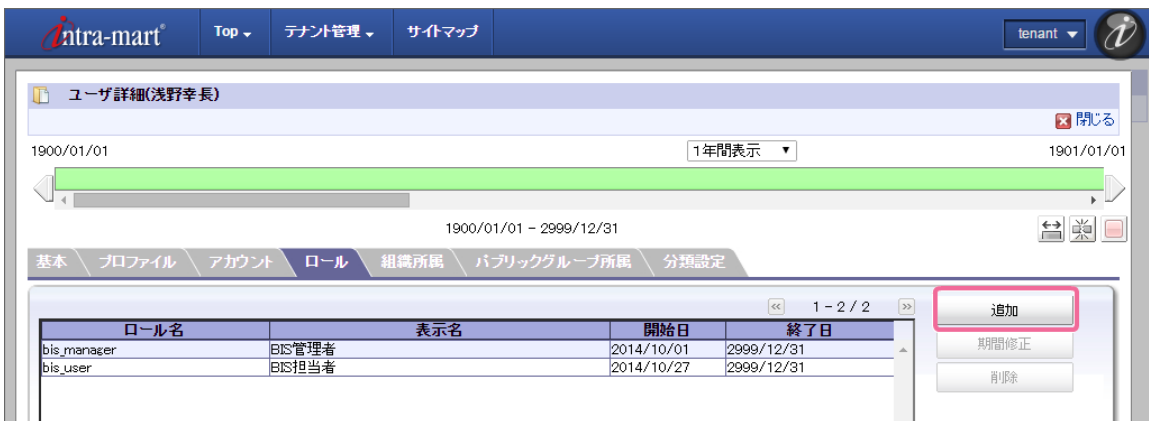 intra-mart® Top テナント管理 サイトマップ tenant
ユーザ詳細(浅野幸長)
閉じる
1900/01/01 1年間表示 1901/01/01
1900/01/01 - 2999/12/31
基本 プロファイル アカウント ロール 組織所属 パブリックグループ所属 分類設定
1 - 2 / 2 追加
ロール名 表示名 開始日 終了日
期間修正
bis_manager BIS管理者 2014/10/01 2999/12/31
bis_user BIS担当者 2014/10/27 2999/12/31
削除